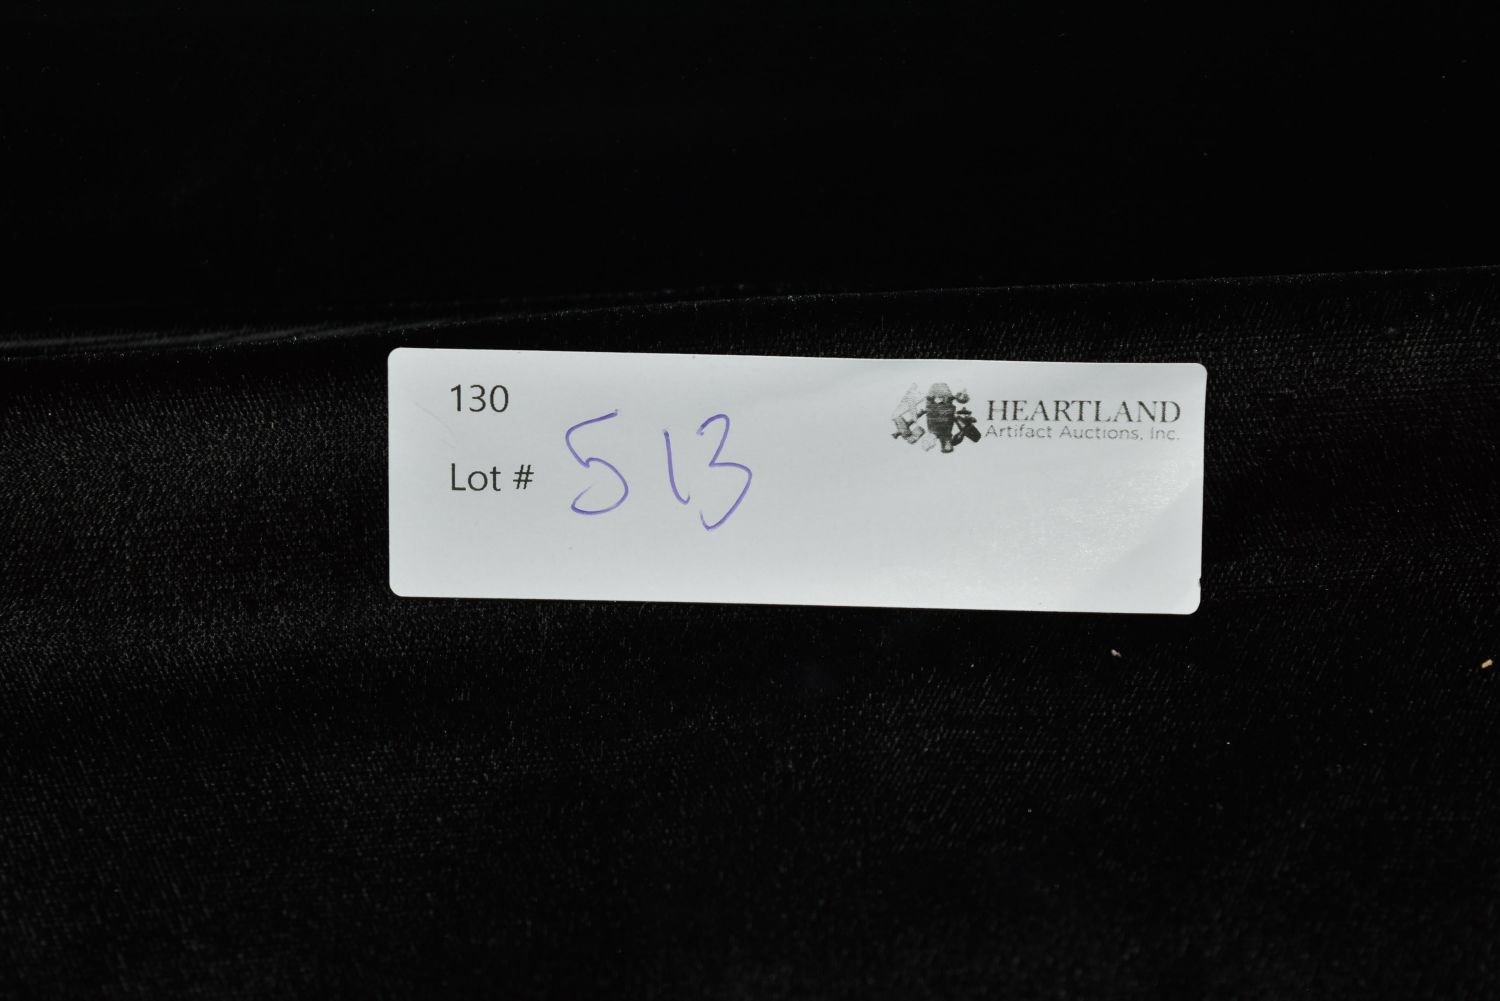 130
HEARTLAND
Artifact Auctions, Inc.
Lot # 513